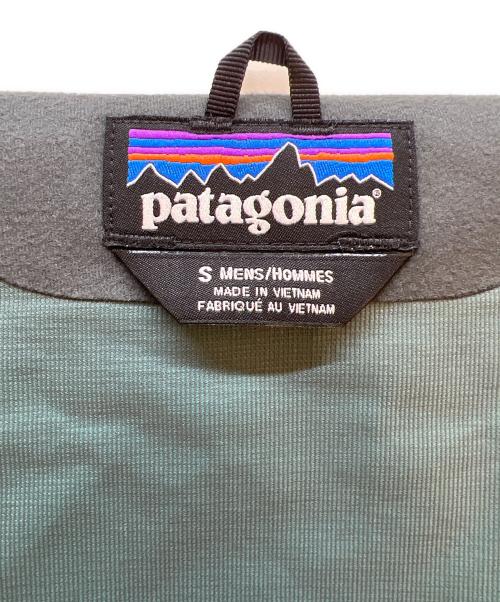 patagonia®
S MENS/HOMMES
MADE IN VIETNAM
FABRIQUÉ AU VIETNAM